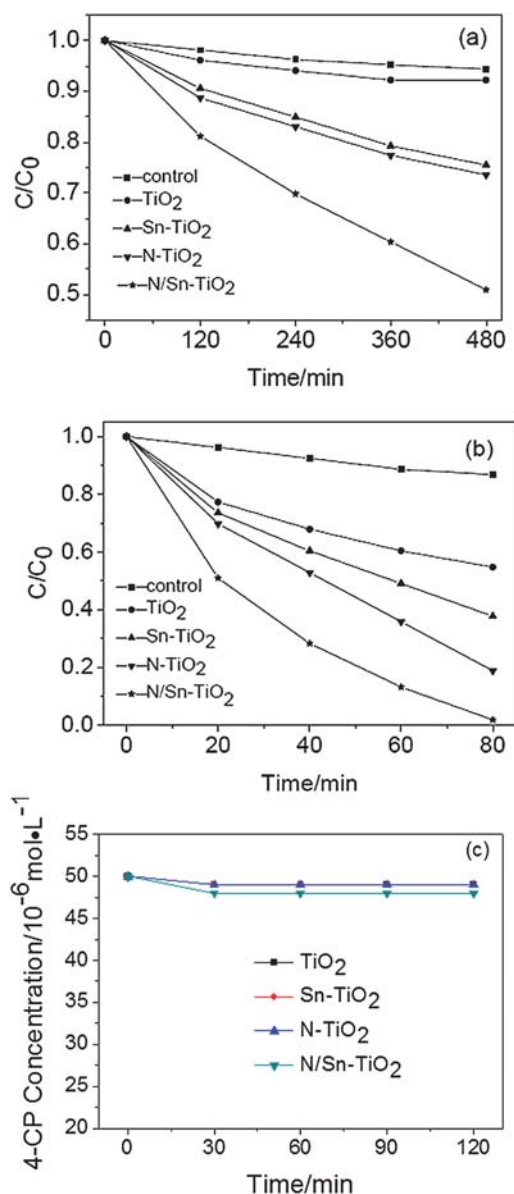 (a)
C/C0
1.0
0.9
0.8
0.7
0.6
0.5
control
TiO2
Sn-TiO2
N-TiO2
N/Sn-TiO2
0 120 240 360 480
Time/min
(b)
C/C0
1.0
0.8
0.6
0.4
0.2
0.0
control
TiO2
Sn-TiO2
N-TiO2
N/Sn-TiO2
0 20 40 60 80
Time/min
(c)
4-CP Concentration/10⁻⁶mol•L⁻¹
55
50
45
40
35
30
25
20
TiO2
Sn-TiO2
N-TiO2
N/Sn-TiO2
0 30 60 90 120
Time/min